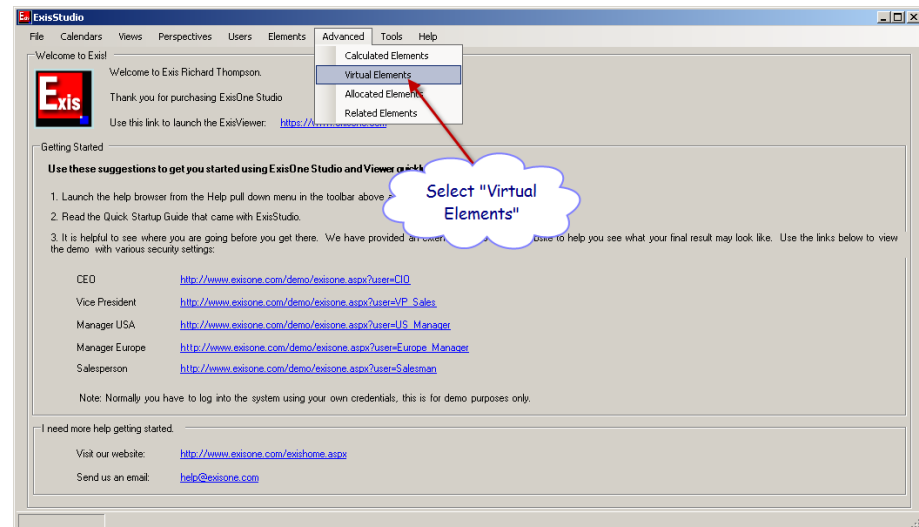 ExisStudio
File Calendars Views Perspectives Users Elements Advanced Tools Help
Welcome to Exis!
Calculated Elements
Virtual Elements
Allocated Elements
Related Elements
Exis
Welcome to Exis Richard Thompson.
Thank you for purchasing ExisOne Studio
Use this link to launch the ExisViewer: https://www.exisone.com
Getting Started
Use these suggestions to get you started using ExisOne Studio and Viewer quickly
Select "Virtual
Elements"
1. Launch the help browser from the Help pull down menu in the toolbar above
2. Read the Quick Startup Guide that came with ExisStudio.
3. It is helpful to see where you are going before you get there. We have provided an to help you see what your final result may look like. Use the links below to view
the demo with various security settings:
CEO http://www.exisone.com/demo/exisone.aspx?user=CIO
Vice President http://www.exisone.com/demo/exisone.aspx?user=VP_Sales
Manager USA http://www.exisone.com/demo/exisone.aspx?user=US_Manager
Manager Europe http://www.exisone.com/demo/exisone.aspx?user=Europe_Manager
Salesperson http://www.exisone.com/demo/exisone.aspx?user=Salesman
Note: Normally you have to log into the system using your own credentials, this is for demo purposes only.
I need more help getting started.
Visit our website: http://www.exisone.com/exishome.aspx
Send us an email: help@exisone.com